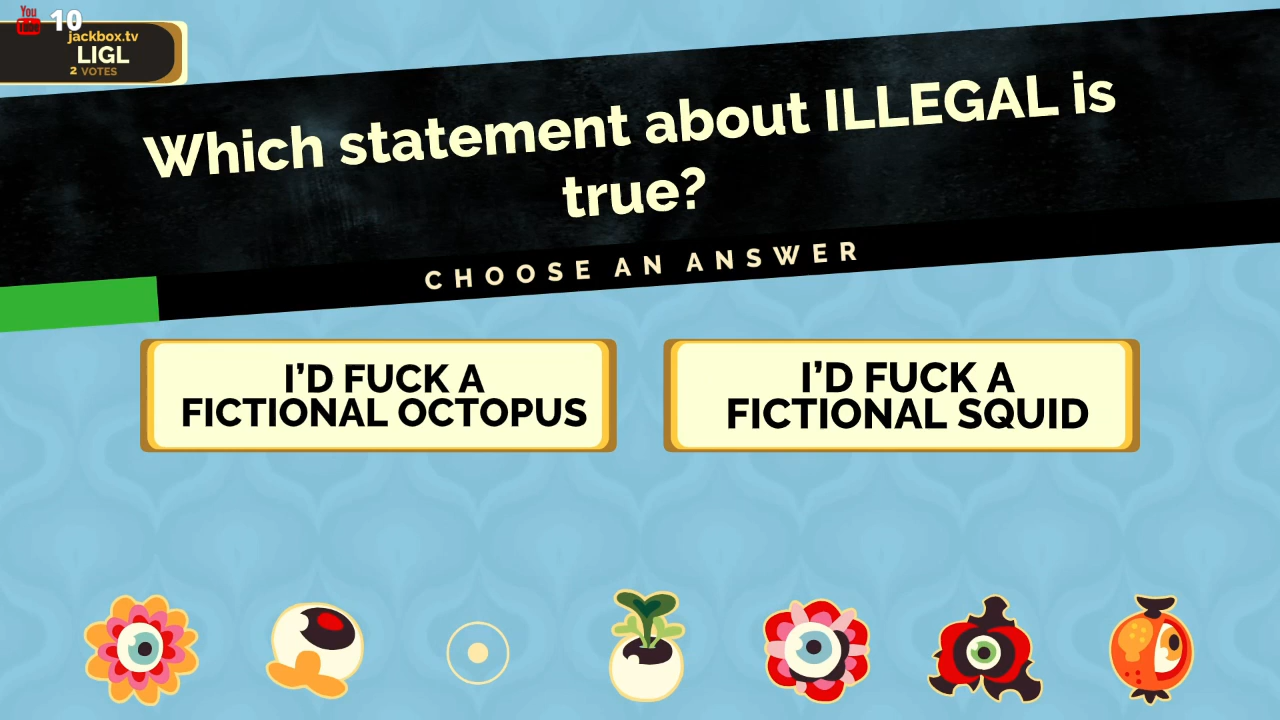 You
Tube
10
jackbox.tv
LIGL
2 VOTES
Which statement about ILLEGAL is
true?
CHOOSE AN ANSWER
I'D FUCK A
FICTIONAL OCTOPUS
I'D FUCK A
FICTIONAL SQUID